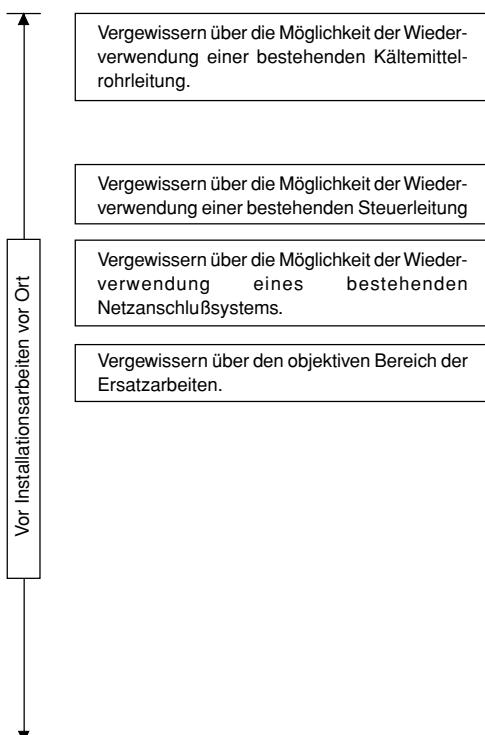 Vergewissern über die Möglichkeit der Wieder-
verwendung einer bestehenden Kältemittel-
rohrleitung.
Vergewissern über die Möglichkeit der Wieder-
verwendung einer bestehenden Steuerleitung
Vergewissern über die Möglichkeit der Wieder-
verwendung eines bestehenden
Netzanschlußsystems.
Vergewissern über den objektiven Bereich der
Ersatzarbeiten.
Vor Installationsarbeiten vor Ort